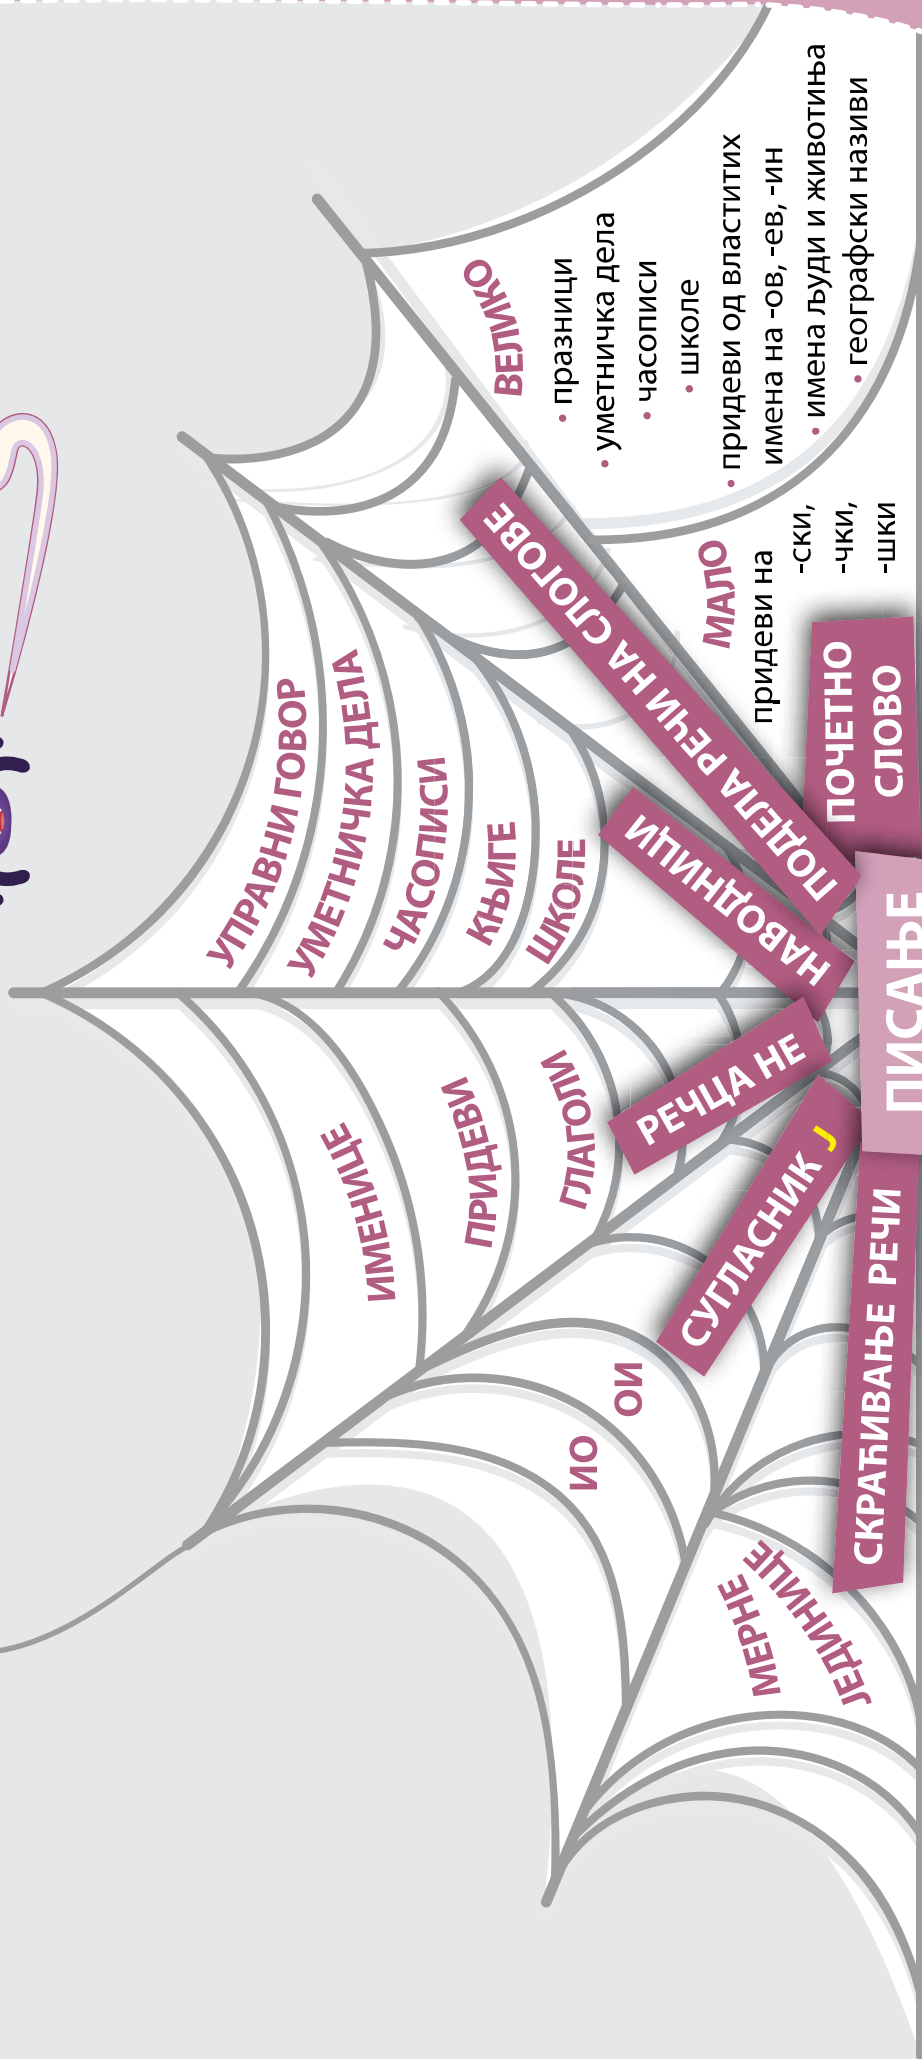 ПИСАЊЕ
СКРАЋИВАЊЕ РЕЧИ
МЕРНЕ
ЈЕДИНИЦЕ
СУГЛАСНИК Ј
ИО
ОИ
РЕЧЦА НЕ
ИМЕНИЦЕ
ПРИДЕВИ
ГЛАГОЛИ
НАВОДНИЦИ
УПРАВНИ ГОВОР
УМЕТНИЧКА ДЕЛА
ЧАСОПИСИ
КЊИГЕ
ШКОЛЕ
ПОДЕЛА РЕЧИ НА СЛОГОВЕ
ПОЧЕТНО
СЛОВО
ВЕЛИКО
• празници
• уметничка дела
• часописи
• школе
• придеви од властитих
имена на -ов, -ев, -ин
• имена људи и животиња
• географски називи
МАЛО
придеви на
-ски,
-чки,
-шки